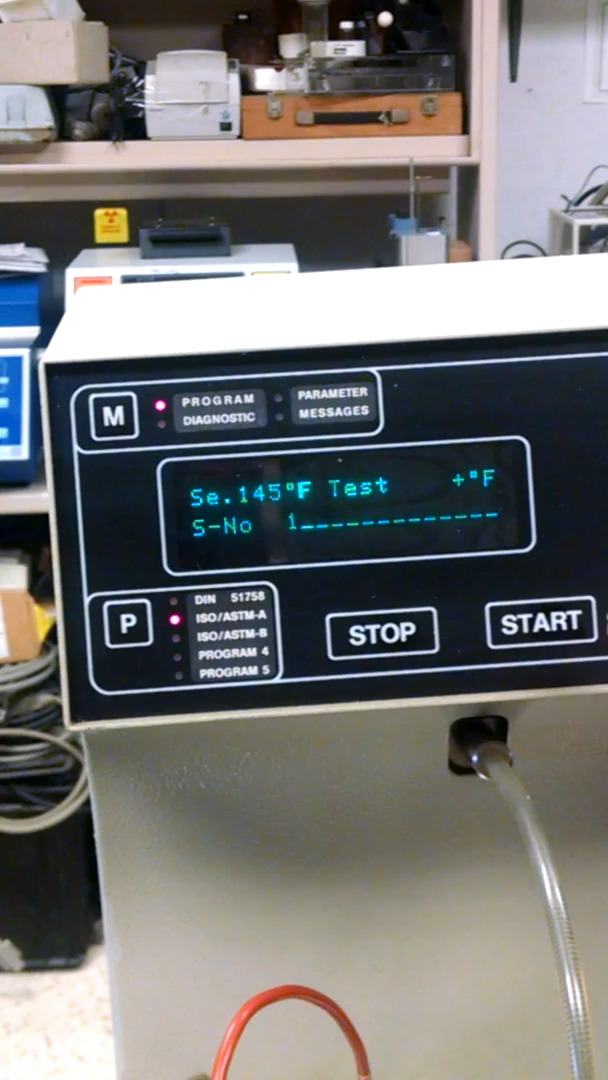 M
PROGRAM
DIAGNOSTIC
PARAMETER
MESSAGES
Se.145°F Test +°F
S-No 1_____________
P
DIN 51758
ISO/ASTM-A
ISO/ASTM-B
PROGRAM 4
PROGRAM 5
STOP
START